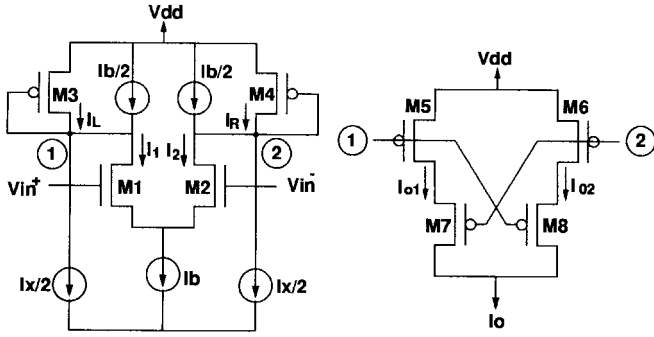 Vdd
Ib/2
Ib/2
M3
M4
IL
IR
1
I1
I2
2
Vin+
M1
M2
Vin-
Ix/2
Ib
Ix/2
Vdd
M5
M6
1
2
Io1
Io2
M7
M8
Io